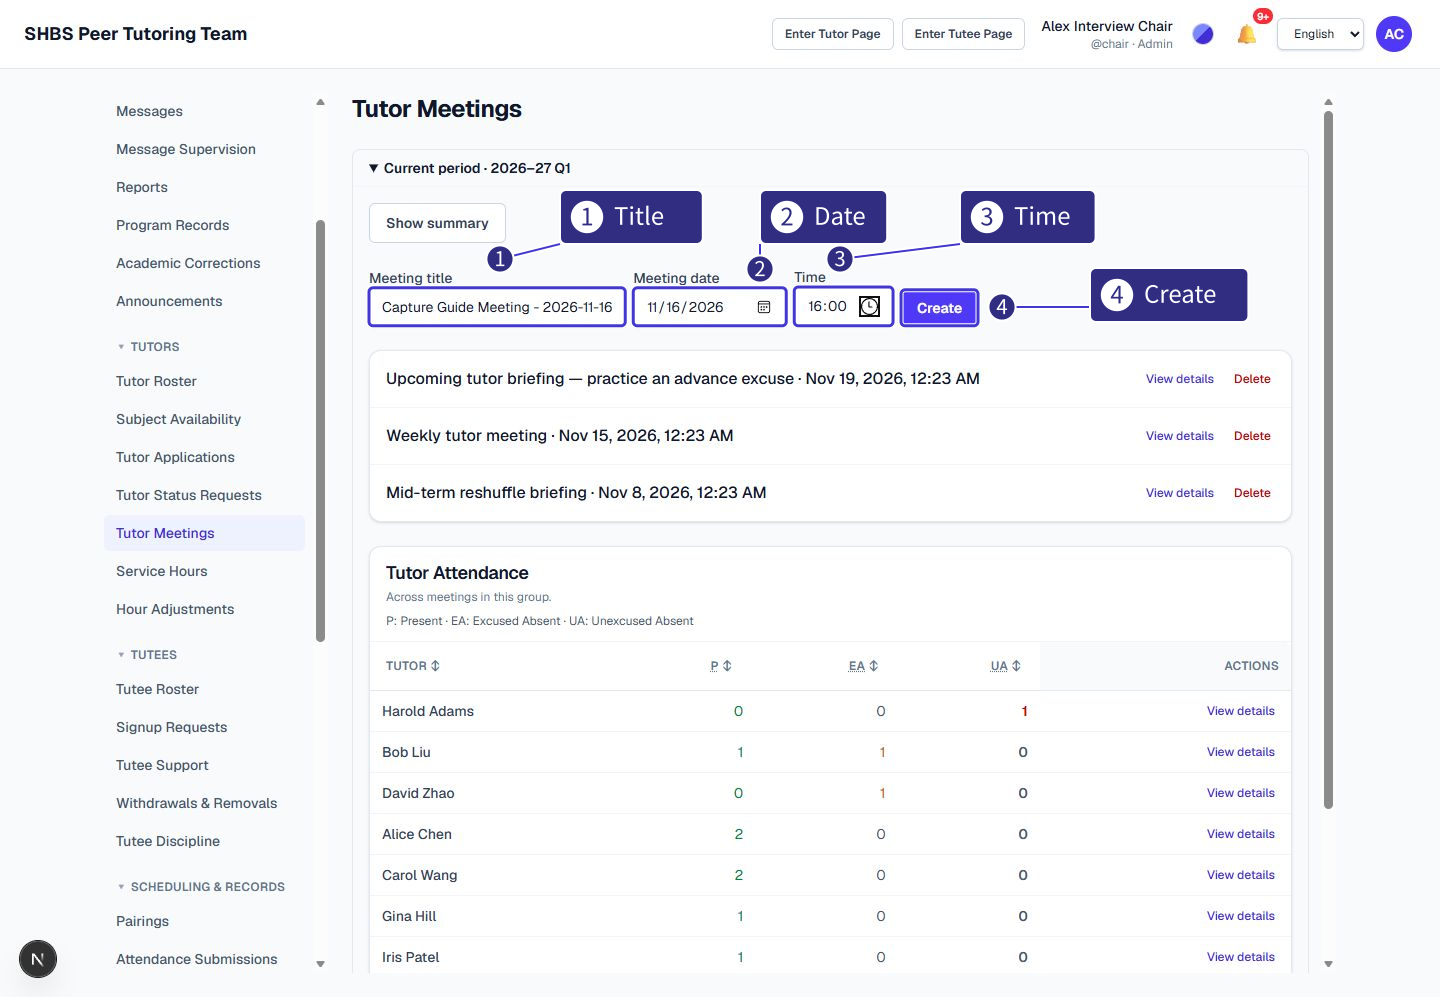 SHBS Peer Tutoring Team
Enter Tutor Page
Enter Tutee Page
Alex Interview Chair
@chair · Admin
9+
English
AC
Messages
Message Supervision
Reports
Program Records
Academic Corrections
Announcements
TUTORS
Tutor Roster
Subject Availability
Tutor Applications
Tutor Status Requests
Tutor Meetings
Service Hours
Hour Adjustments
TUTEES
Tutee Roster
Signup Requests
Tutee Support
Withdrawals & Removals
Tutee Discipline
SCHEDULING & RECORDS
Pairings
Attendance Submissions
N
Tutor Meetings
Current period · 2026–27 Q1
Show summary
1 Title
2 Date
3 Time
1
2
3
Meeting title
Meeting date
Time
Capture Guide Meeting - 2026-11-16
11/16/2026
16:00
Create
4
4 Create
Upcoming tutor briefing — practice an advance excuse · Nov 19, 2026, 12:23 AM View details Delete
Weekly tutor meeting · Nov 15, 2026, 12:23 AM View details Delete
Mid-term reshuffle briefing · Nov 8, 2026, 12:23 AM View details Delete
Tutor Attendance
Across meetings in this group.
P: Present · EA: Excused Absent · UA: Unexcused Absent
TUTOR P EA UA ACTIONS
Harold Adams 0 0 1 View details
Bob Liu 1 1 0 View details
David Zhao 0 1 0 View details
Alice Chen 2 0 0 View details
Carol Wang 2 0 0 View details
Gina Hill 1 0 0 View details
Iris Patel 1 0 0 View details